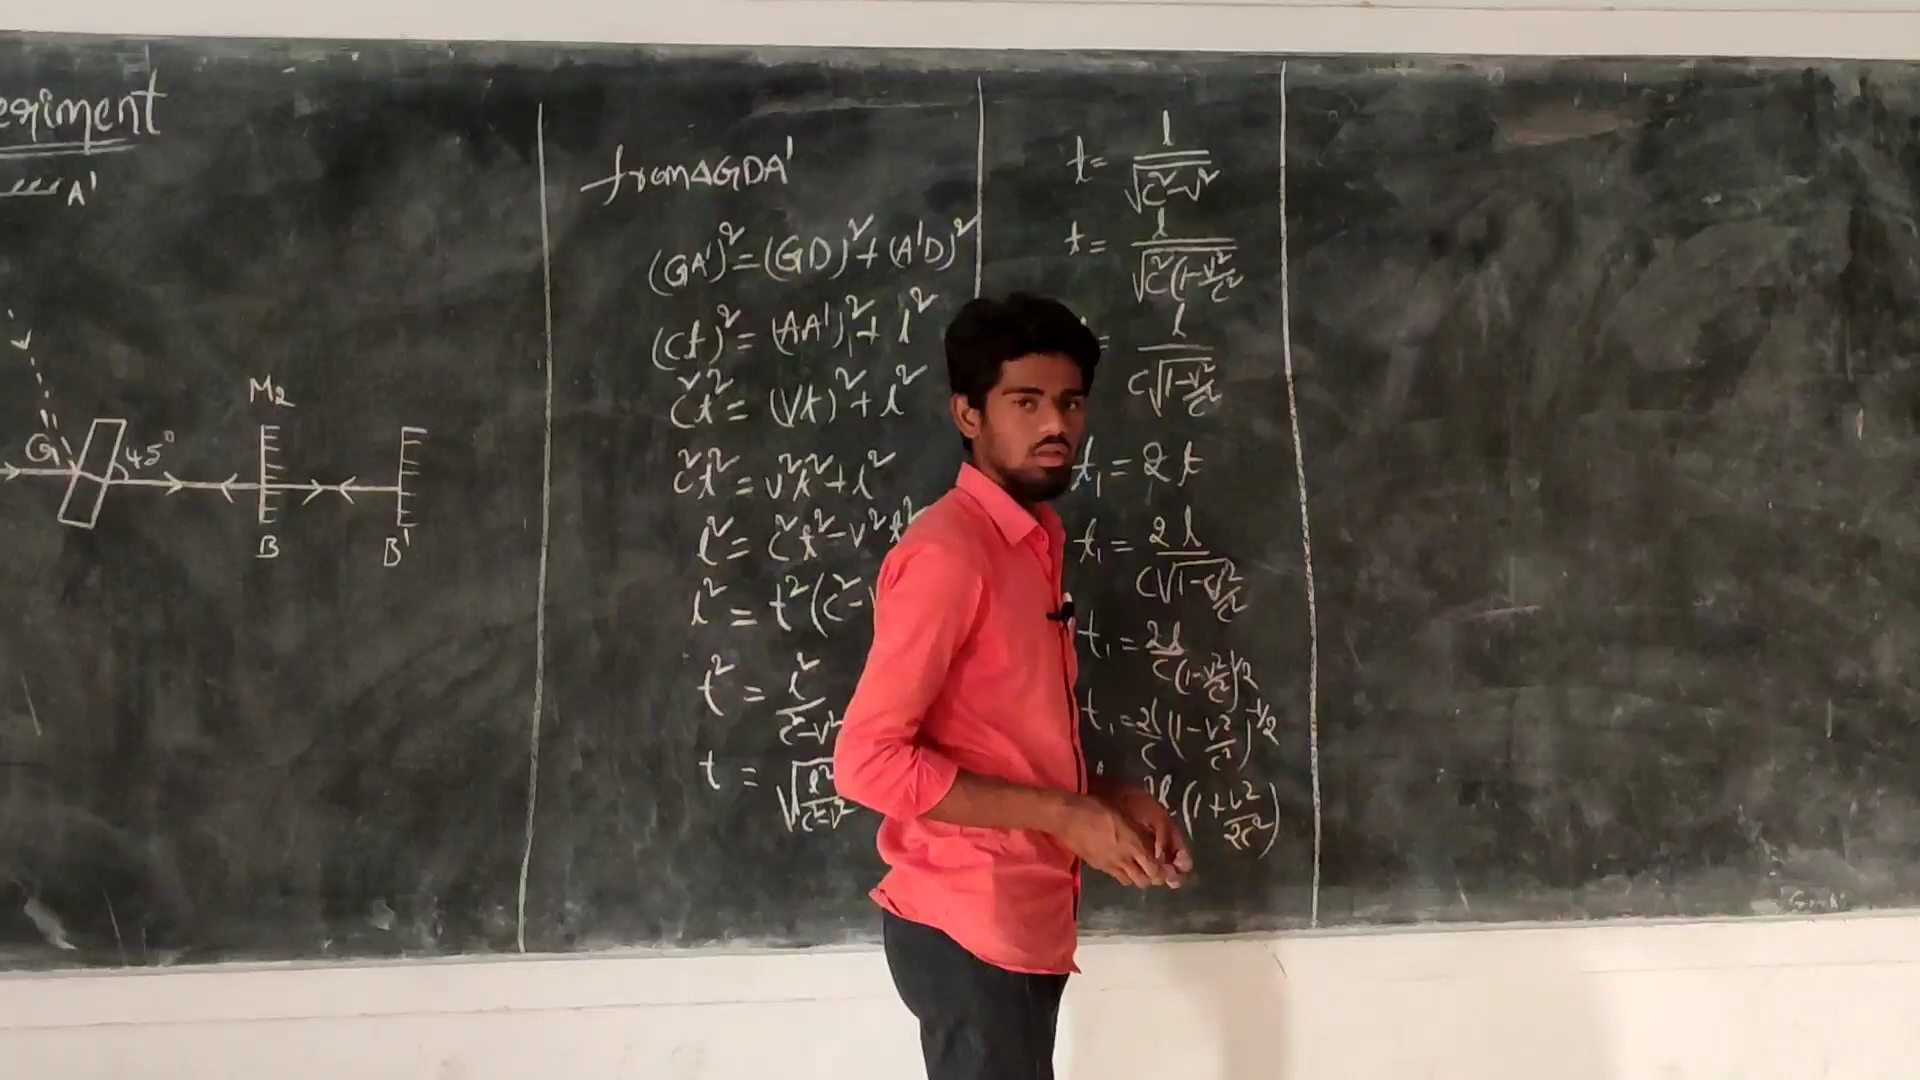 eriment
A'
M2
G 45°
B B'
from△GDA'
(GA')² = (GD)² + (A'D)²
(ct)² = (AA')² + l²
c²t² = (Vt)² + l²
c²t² = v²t² + l²
l² = c²t² - v²t²
l² = t²(c² -
t² = l²/c²-v²
t = √l²/c²-v²
t = l/√c²-v²
t = l/√c²(1-v²/c²
= l/c√1-v²/c²
t₁ = 2t
t₁ = 2l/c√1-v²/c²
t₁ = 2l/c(1-v²/c²)^1/2
t₁ = 2l/c(1-v²/c²)^-1/2
2l (1+v²/2c²)